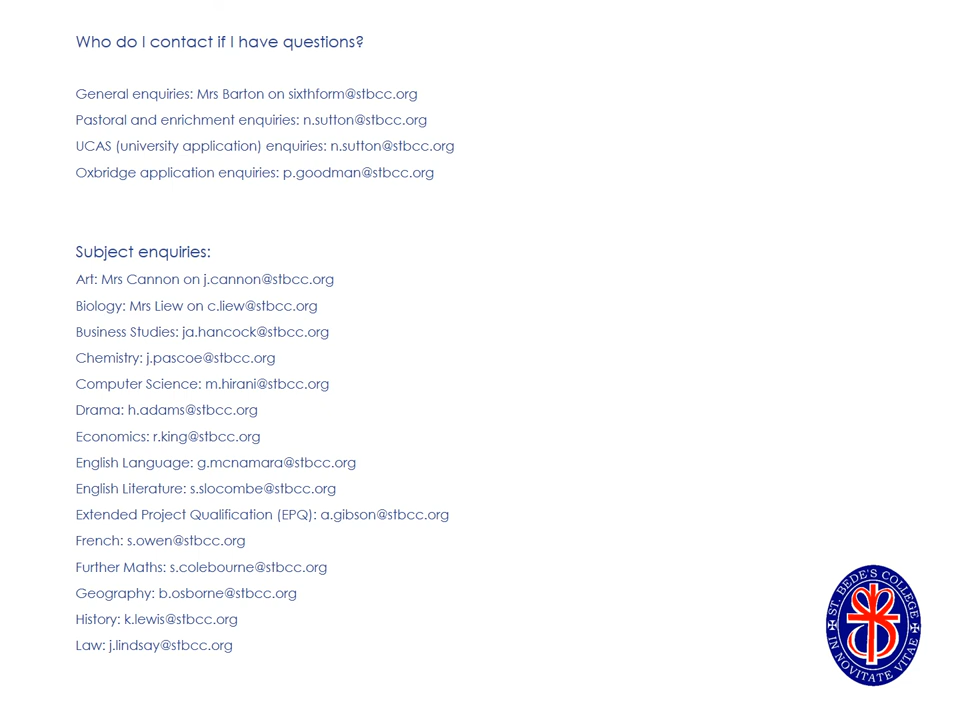 Who do I contact if I have questions?
General enquiries: Mrs Barton on sixthform@stbcc.org
Pastoral and enrichment enquiries: n.sutton@stbcc.org
UCAS (university application) enquiries: n.sutton@stbcc.org
Oxbridge application enquiries: p.goodman@stbcc.org
Subject enquiries:
Art: Mrs Cannon on j.cannon@stbcc.org
Biology: Mrs Liew on c.liew@stbcc.org
Business Studies: ja.hancock@stbcc.org
Chemistry: j.pascoe@stbcc.org
Computer Science: m.hirani@stbcc.org
Drama: h.adams@stbcc.org
Economics: r.king@stbcc.org
English Language: g.mcnamara@stbcc.org
English Literature: s.slocombe@stbcc.org
Extended Project Qualification (EPQ): a.gibson@stbcc.org
French: s.owen@stbcc.org
Further Maths: s.colebourne@stbcc.org
Geography: b.osborne@stbcc.org
History: k.lewis@stbcc.org
Law: j.lindsay@stbcc.org
ST. BEDE'S COLLEGE
IN NOVITATE VITAE